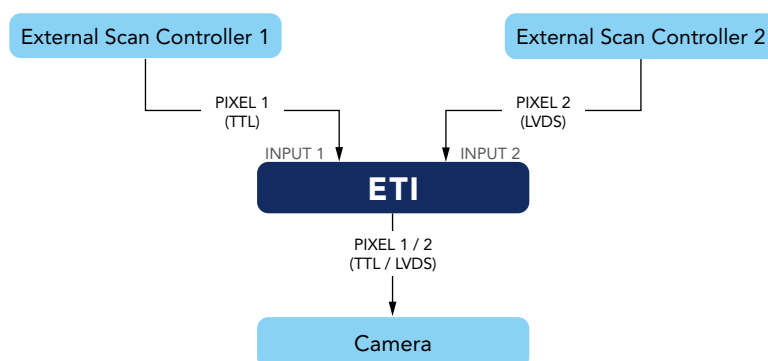 External Scan Controller 1
External Scan Controller 2
PIXEL 1
(TTL)
PIXEL 2
(LVDS)
INPUT 1
INPUT 2
ETI
PIXEL 1 / 2
(TTL / LVDS)
Camera